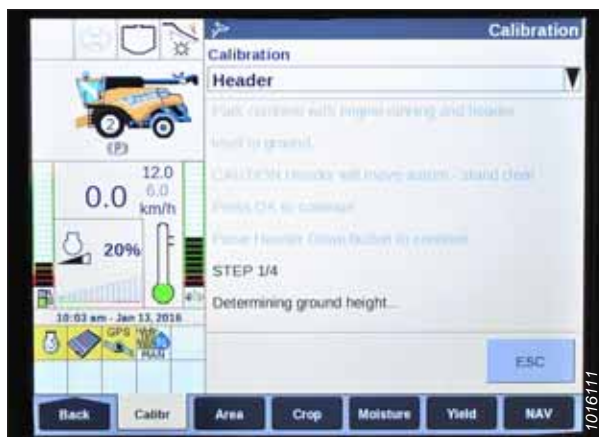 Calibration
Calibration
Header
Park combine with engine running and header
level to ground.
CAUTION Header will move autom.- stand clear
Press OK to continue
Press Header Down button to continue
STEP 1/4
Determining ground height...
ESC
2
(P)
0.0
12.0
6.0
km/h
20%
10:03 am - Jan 13, 2016
GPS
MAN
Back
Calibr
Area
Crop
Moisture
Yield
NAV
1016111